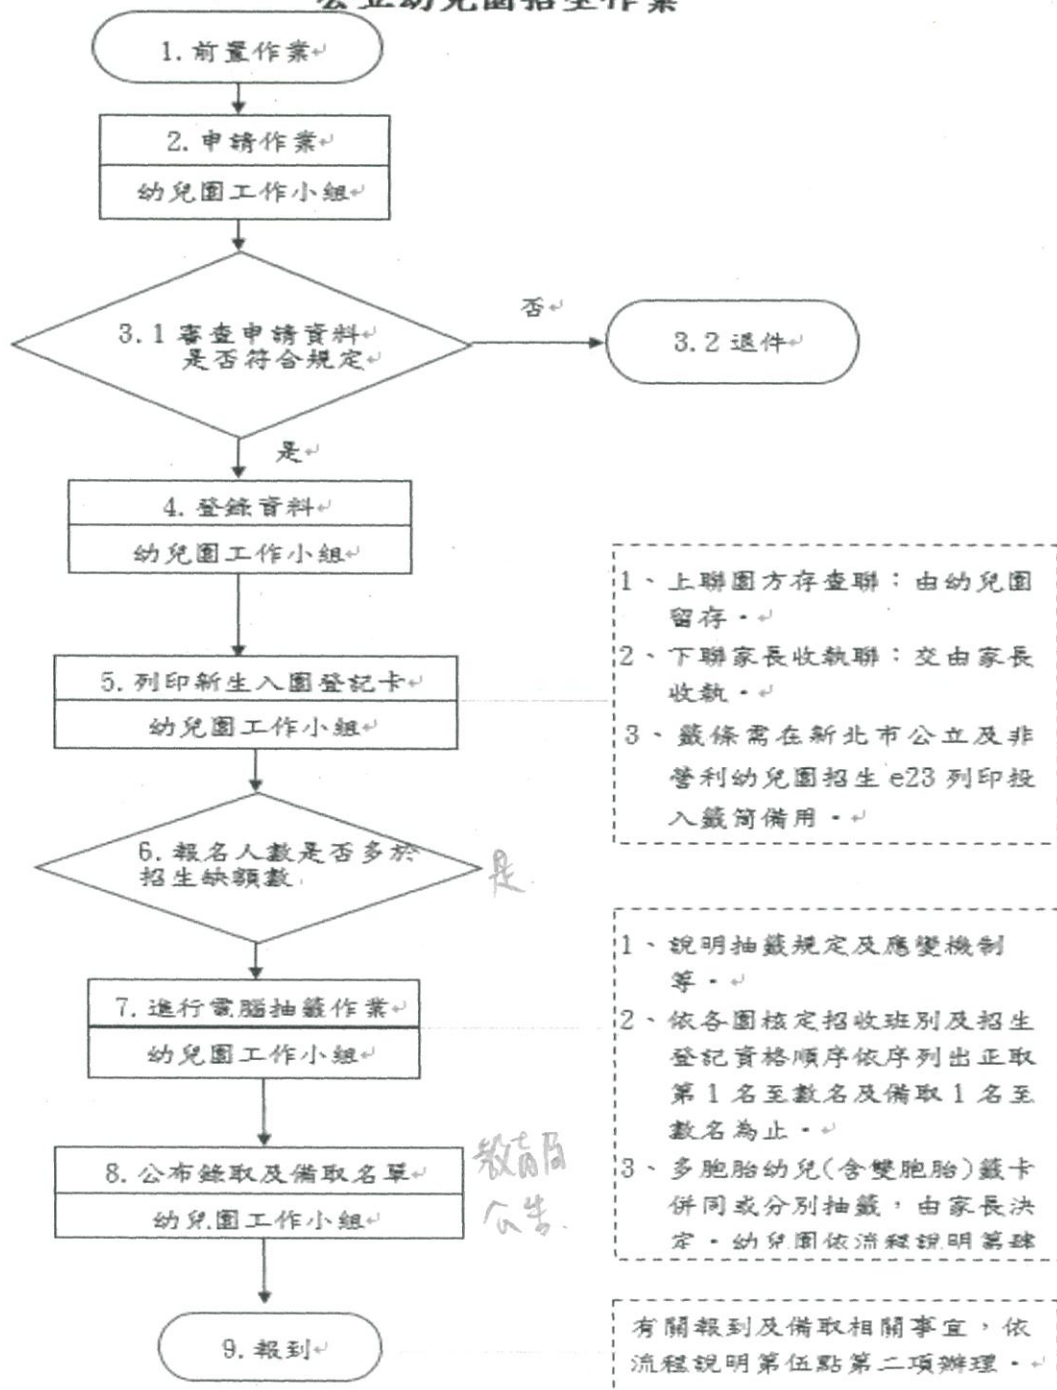 公立幼兒園招生作業
1. 前置作業
2. 申請作業
幼兒園工作小組
3.1 審查申請資料
是否符合規定
否
3.2 退件
是
4. 登錄資料
幼兒園工作小組
5. 列印新生入園登記卡
幼兒園工作小組
1、上聯園方存查聯：由幼兒園
留存。
2、下聯家長收執聯：交由家長
收執。
3、籤條需在新北市公立及非
營利幼兒園招生 e23 列印投
入籤筒備用。
6. 報名人數是否多於
招生缺額數
是
7. 進行電腦抽籤作業
幼兒園工作小組
1、說明抽籤規定及應變機制
等。
2、依各園核定招收班別及招生
登記資格順序依序列出正取
第 1 名至數名及備取 1 名至
數名為止。
3、多胞胎幼兒(含雙胞胎)籤卡
併同或分別抽籤，由家長決
定。幼兒園依流程說明第肆
8. 公布錄取及備取名單
幼兒園工作小組
教育局
公告.
9. 報到
有關報到及備取相關事宜，依
流程說明第伍點第二項辦理。